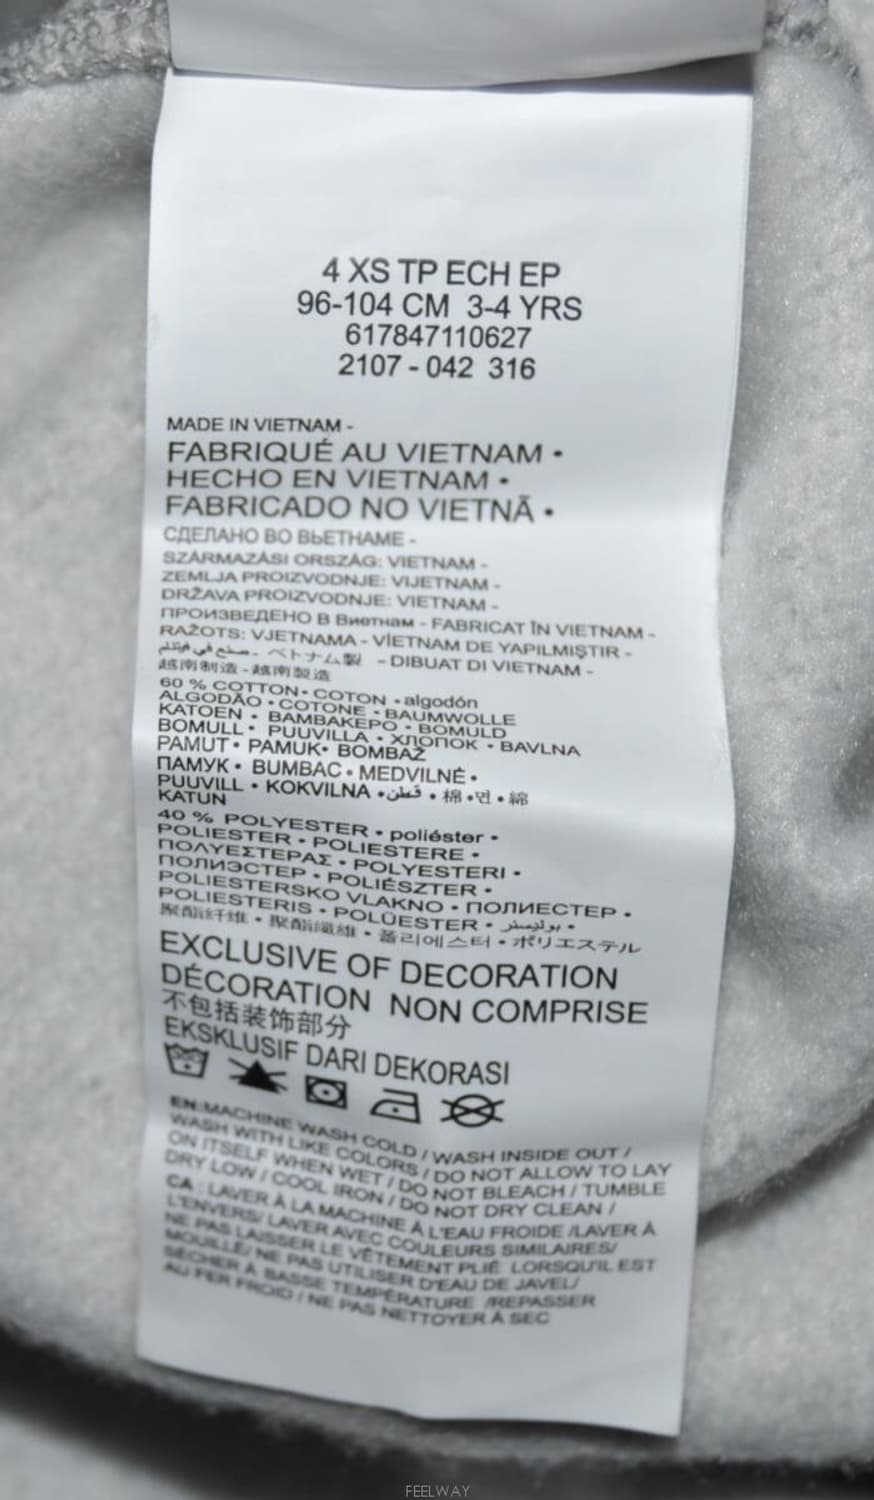 4 XS TP ECH EP
96-104 CM 3-4 YRS
617847110627
2107 - 042 316
MADE IN VIETNAM -
FABRIQUÉ AU VIETNAM •
HECHO EN VIETNAM •
FABRICADO NO VIETNÃ •
СДЕЛАНО ВО ВЬЕТНАМЕ -
SZÁRMAZÁSI ORSZÁG: VIETNAM -
ZEMLJA PROIZVODNJE: VIJETNAM -
DRŽAVA PROIZVODNJE: VIETNAM -
ПРОИЗВЕДЕНО В Виетнам - FABRICAT ÎN VIETNAM -
RAŽOTS: VJETNAMA - VİETNAM DE YAPILMIŞTIR -
ベトナム製 - DIBUAT DI VIETNAM -
越南制造 - 越南製造
60 % COTTON • COTON • algodón
ALGODÃO • COTONE • BAUMWOLLE
KATOEN • ΒΑΜΒΑΚΕΡΟ • BOMULD
BOMULL • PUUVILLA • ХЛОПОК • BAVLNA
PAMUT • PAMUK • BOMBAŽ
ПАМУК • BUMBAC • MEDVILNĖ •
PUUVILL • KOKVILNA • قطن • 棉 • 면 • 綿
KATUN
40 % POLYESTER • poliéster •
POLIESTER • POLIESTERE •
ΠΟΛΥΕΣΤΕΡΑΣ • POLYESTERI •
ПОЛИЭСТЕР • POLIÉSZTER •
POLIESTERSKO VLAKNO • ПОЛИЕСТЕР •
POLIESTERIS • POLÜESTER • بوليستر •
聚酯纤维 • 聚酯纖維 • 폴리에스터 • ポリエステル
EXCLUSIVE OF DECORATION
DÉCORATION NON COMPRISE
不包括装饰部分
EKSKLUSIF DARI DEKORASI
EN:MACHINE WASH COLD / WASH INSIDE OUT /
WASH WITH LIKE COLORS / DO NOT ALLOW TO LAY
ON ITSELF WHEN WET / DO NOT BLEACH / TUMBLE
DRY LOW / COOL IRON / DO NOT DRY CLEAN /
CA : LAVER À LA MACHINE À L'EAU FROIDE /LAVER À
L'ENVERS/ LAVER AVEC COULEURS SIMILAIRES/
NE PAS LAISSER LE VÊTEMENT PLIÉ LORSQU'IL EST
MOUILLÉ/ NE PAS UTILISER D'EAU DE JAVEL/
SÉCHER À BASSE TEMPÉRATURE /REPASSER
AU FER FROID / NE PAS NETTOYER À SEC
FEELWAY